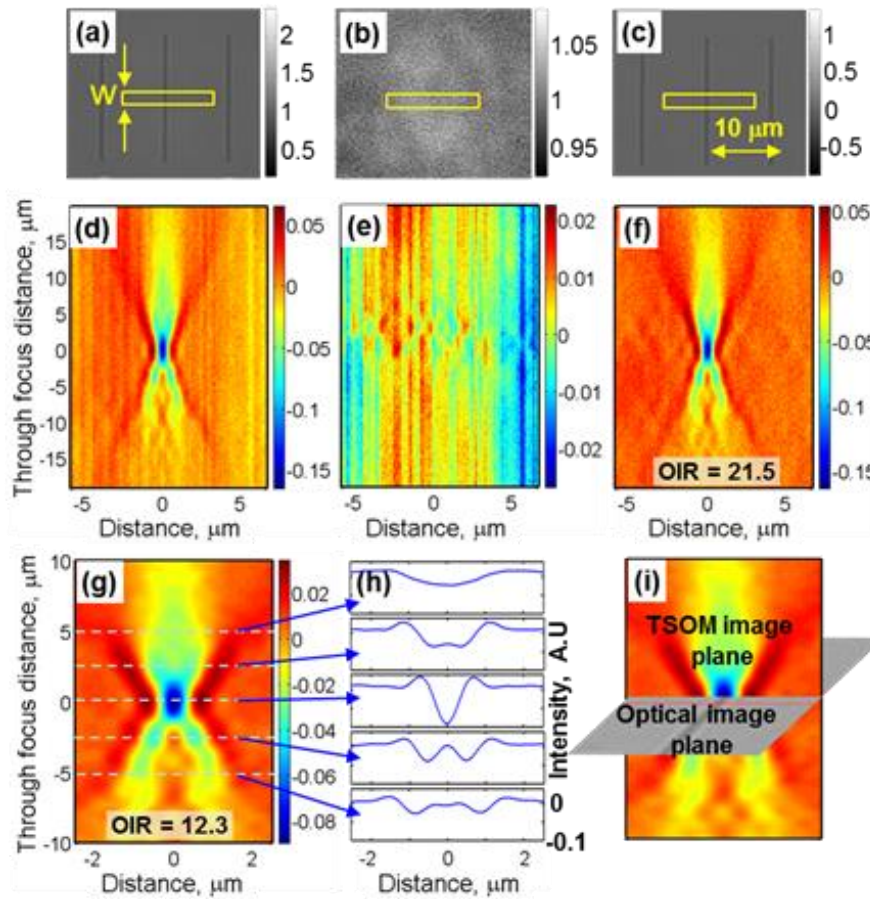 (a)
W
2
1.5
1
0.5
(b)
1.05
1
0.95
(c)
10 μm
1
0.5
0
-0.5
(d)
Through focus distance, μm
15
10
5
0
-5
-10
-15
-5 0 5
Distance, μm
0.05
0
-0.05
-0.1
-0.15
(e)
-5 0 5
Distance, μm
0.02
0.01
0
-0.01
-0.02
(f)
OIR = 21.5
-5 0 5
Distance, μm
0.05
0
-0.05
-0.1
-0.15
(g)
Through focus distance, μm
10
5
0
-5
-10
OIR = 12.3
-2 0 2
Distance, μm
0.02
0
-0.02
-0.04
-0.06
-0.08
(h)
Intensity, A.U
0
-0.1
-2 0 2
Distance, μm
(i)
TSOM image
plane
Optical image
plane